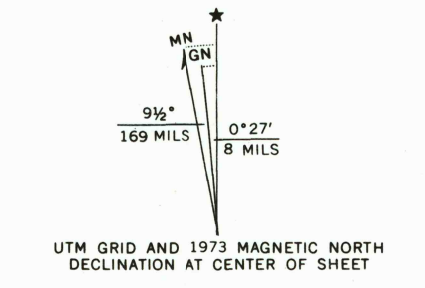 ★
MN
GN
9½°
169 MILS
0°27'
8 MILS
UTM GRID AND 1973 MAGNETIC NORTH
DECLINATION AT CENTER OF SHEET